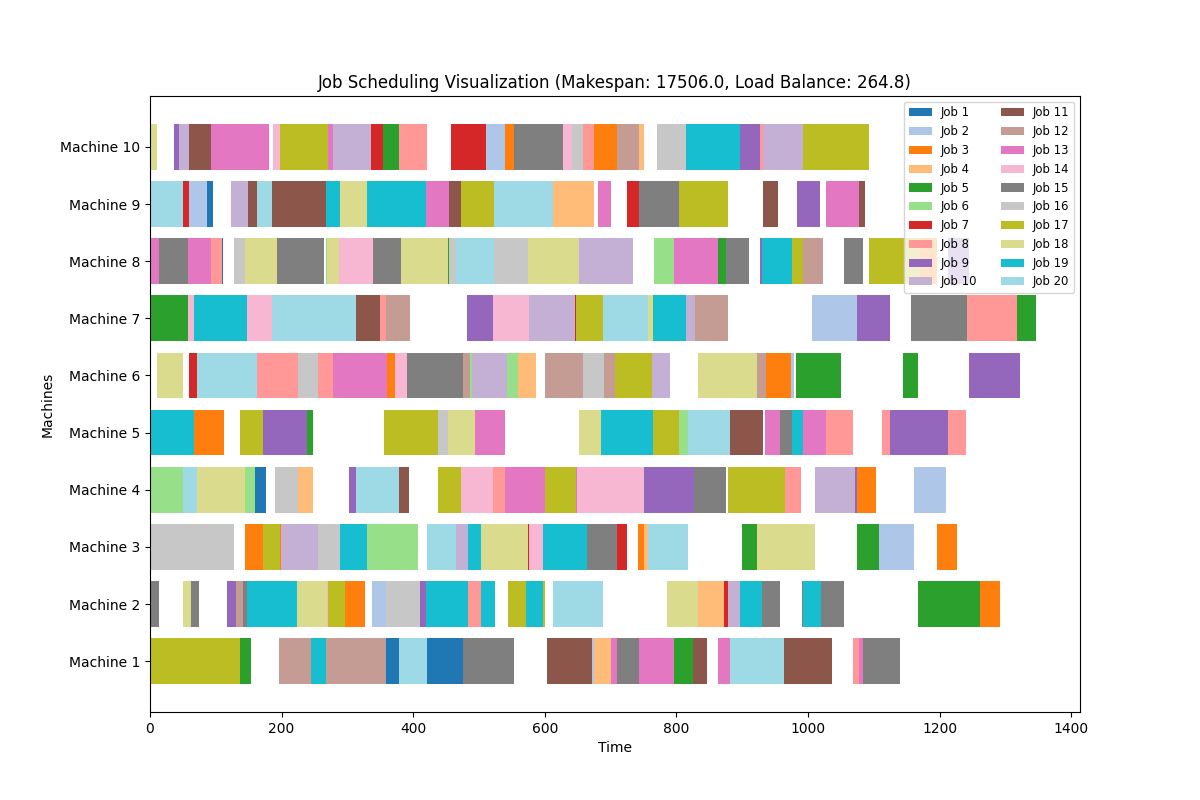 Job Scheduling Visualization (Makespan: 17506.0, Load Balance: 264.8)
Machine 10
Machine 9
Machine 8
Machine 7
Machine 6
Machine 5
Machine 4
Machine 3
Machine 2
Machine 1
Machines
0 200 400 600 800 1000 1200 1400
Time
Job 1 Job 11
Job 2 Job 12
Job 3 Job 13
Job 4 Job 14
Job 5 Job 15
Job 6 Job 16
Job 7 Job 17
Job 8 Job 18
Job 9 Job 19
Job 10 Job 20